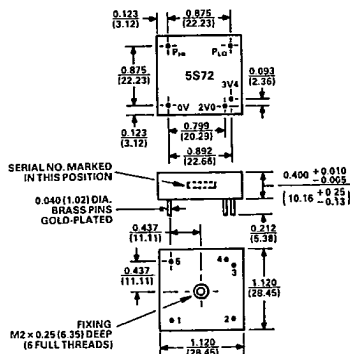 0.123
(3.12)
0.875
(22.23)
PHI
PLO
5S72
0.875
(22.23)
3V4
0.093
(2.36)
0V
2V0
0.123
(3.12)
0.799
(20.29)
0.892
(22.66)
SERIAL NO. MARKED
IN THIS POSITION
0.400 +0.010
-0.005
(10.16 +0.25
-0.13)
0.040 (1.02) DIA.
BRASS PINS
GOLD-PLATED
0.212
(5.38)
0.437
(11.11)
0.437
(11.11)
5
4
3
1.120
(28.45)
FIXING
M2 x 0.25 (6.35) DEEP
(6 FULL THREADS)
1
2
1.120
(28.45)